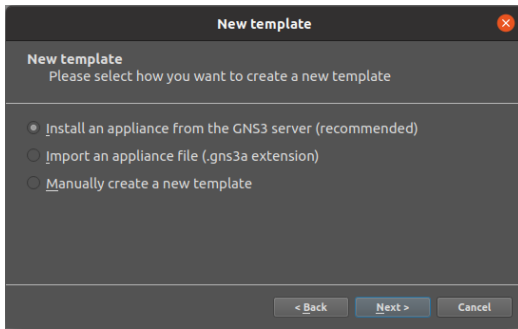 New template
New template
Please select how you want to create a new template
Install an appliance from the GNS3 server (recommended)
Import an appliance file (.gns3a extension)
Manually create a new template
< Back Next > Cancel